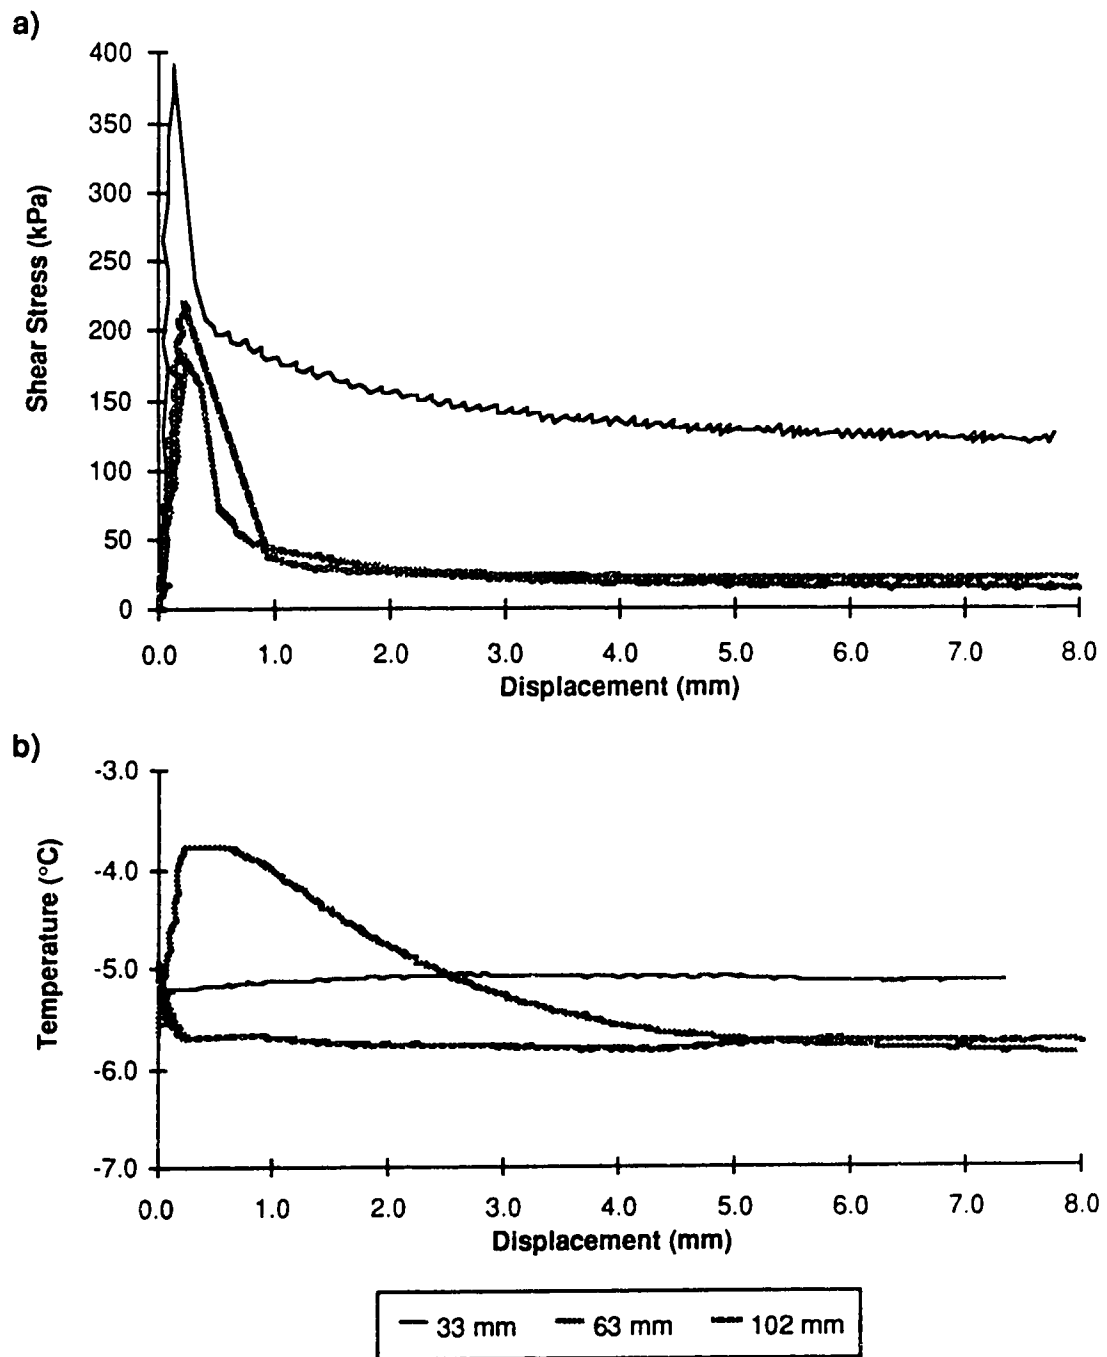 a)
400
350
300
250
200
150
100
50
0
Shear Stress (kPa)
0.0 1.0 2.0 3.0 4.0 5.0 6.0 7.0 8.0
Displacement (mm)
b)
-3.0
-4.0
-5.0
-6.0
-7.0
Temperature (°C)
0.0 1.0 2.0 3.0 4.0 5.0 6.0 7.0 8.0
Displacement (mm)
33 mm 63 mm 102 mm